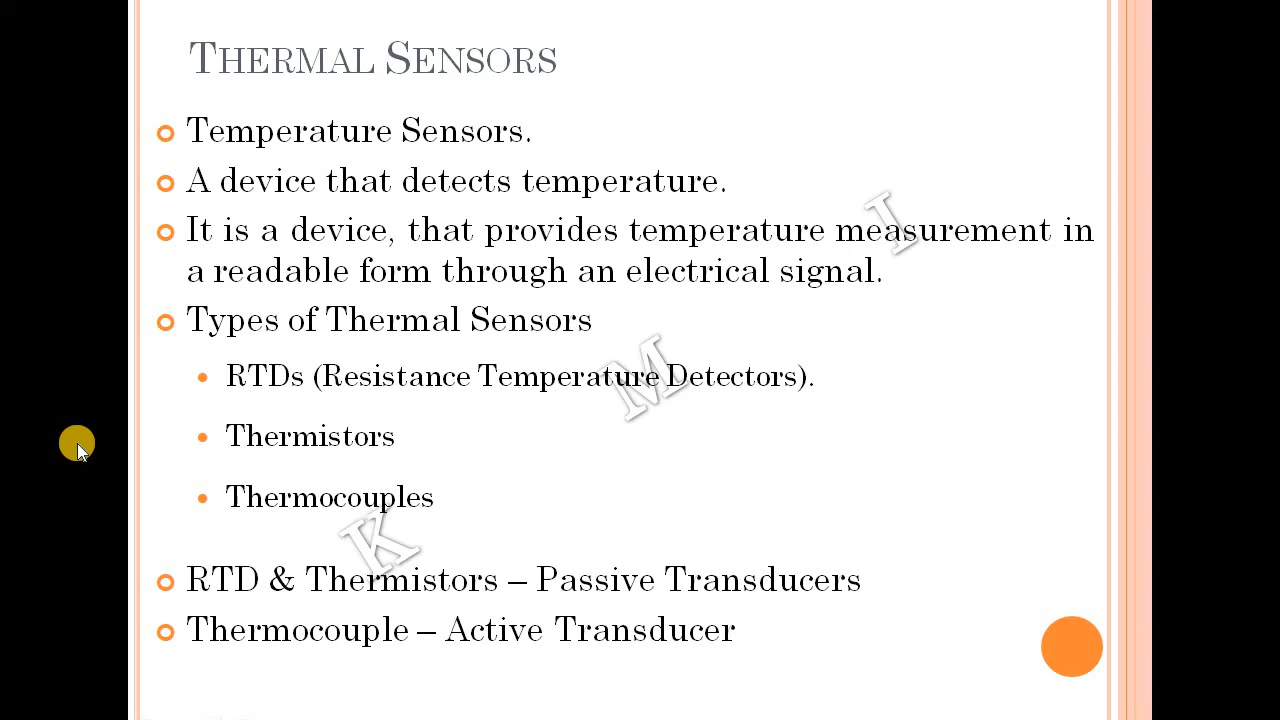 THERMAL SENSORS
Temperature Sensors.
A device that detects temperature.
It is a device, that provides temperature measurement in
a readable form through an electrical signal.
Types of Thermal Sensors
RTDs (Resistance Temperature Detectors).
Thermistors
Thermocouples
RTD & Thermistors – Passive Transducers
Thermocouple – Active Transducer
K M I